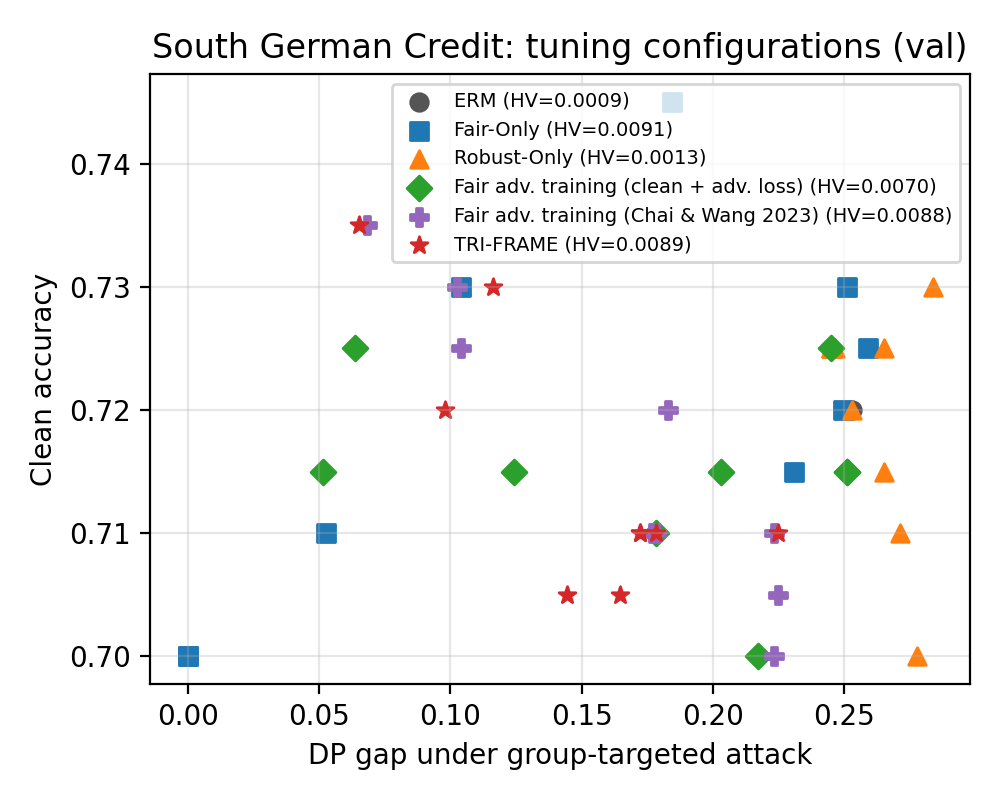 South German Credit: tuning configurations (val)
ERM (HV=0.0009)
Fair-Only (HV=0.0091)
Robust-Only (HV=0.0013)
Fair adv. training (clean + adv. loss) (HV=0.0070)
Fair adv. training (Chai & Wang 2023) (HV=0.0088)
TRI-FRAME (HV=0.0089)
Clean accuracy
0.74
0.73
0.72
0.71
0.70
0.00 0.05 0.10 0.15 0.20 0.25
DP gap under group-targeted attack